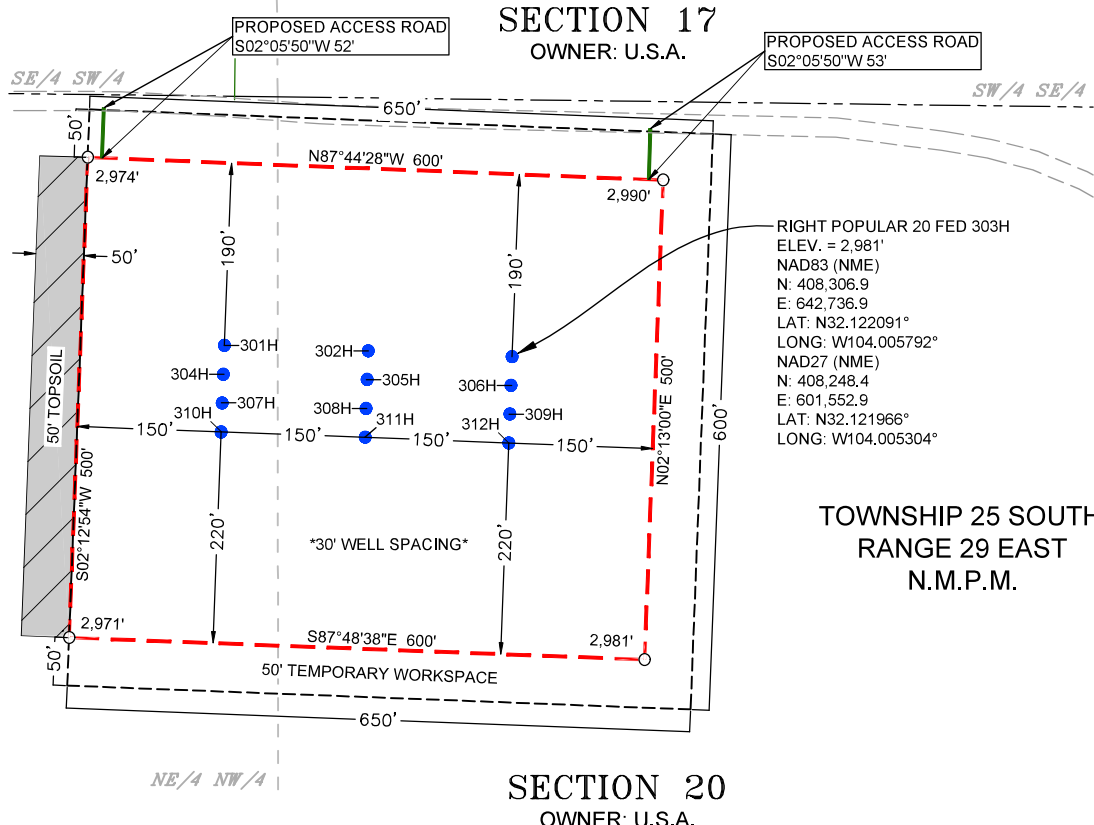 SECTION 17
OWNER: U.S.A.
PROPOSED ACCESS ROAD
S02°05'50"W 52'
PROPOSED ACCESS ROAD
S02°05'50"W 53'
SE/4 SW/4
SW/4 SE/4
650'
50'
N87°44'28"W 600'
2,974'
2,990'
190'
190'
50'
RIGHT POPULAR 20 FED 303H
ELEV. = 2,981'
NAD83 (NME)
N: 408,306.9
E: 642,736.9
LAT: N32.122091°
LONG: W104.005792°
NAD27 (NME)
N: 408,248.4
E: 601,552.9
LAT: N32.121966°
LONG: W104.005304°
301H
302H
304H
305H
306H
307H
308H
309H
310H
311H
312H
150'
150'
150'
150'
50' TOPSOIL
S02°12'54"W 500'
N02°13'00"E 500'
600'
220'
220'
*30' WELL SPACING*
TOWNSHIP 25 SOUTH
RANGE 29 EAST
N.M.P.M.
2,971'
S87°48'38"E 600'
2,981'
50'
50' TEMPORARY WORKSPACE
650'
NE/4 NW/4
SECTION 20
OWNER: U.S.A.